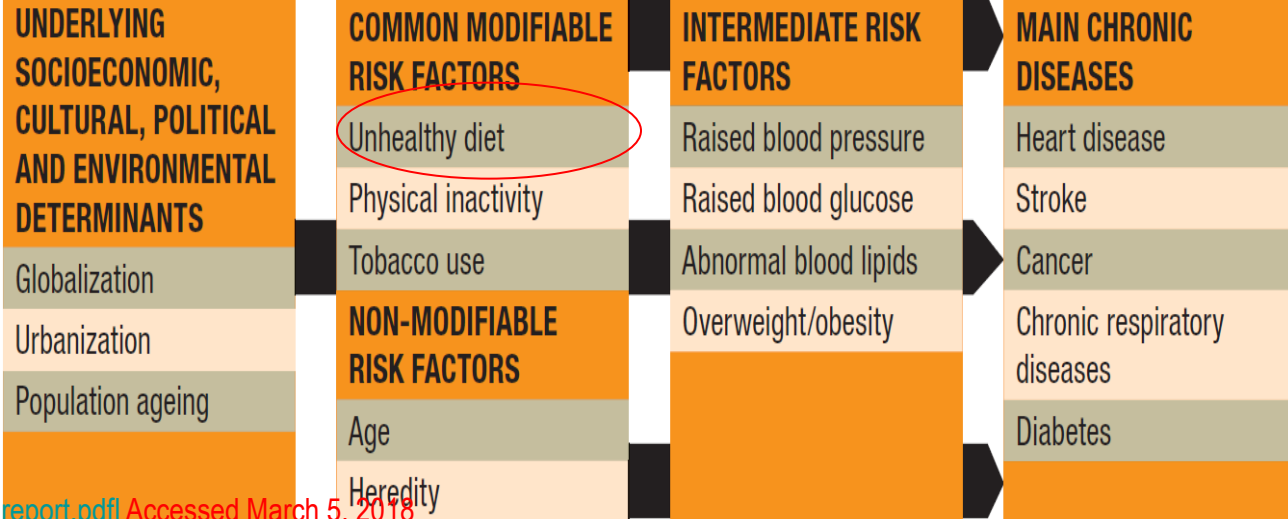 UNDERLYING
SOCIOECONOMIC,
CULTURAL, POLITICAL
AND ENVIRONMENTAL
DETERMINANTS
Globalization
Urbanization
Population ageing
COMMON MODIFIABLE
RISK FACTORS
Unhealthy diet
Physical inactivity
Tobacco use
NON-MODIFIABLE
RISK FACTORS
Age
Heredity
INTERMEDIATE RISK
FACTORS
Raised blood pressure
Raised blood glucose
Abnormal blood lipids
Overweight/obesity
MAIN CHRONIC
DISEASES
Heart disease
Stroke
Cancer
Chronic respiratory
diseases
Diabetes
report.pdfl Accessed March 5, 2018